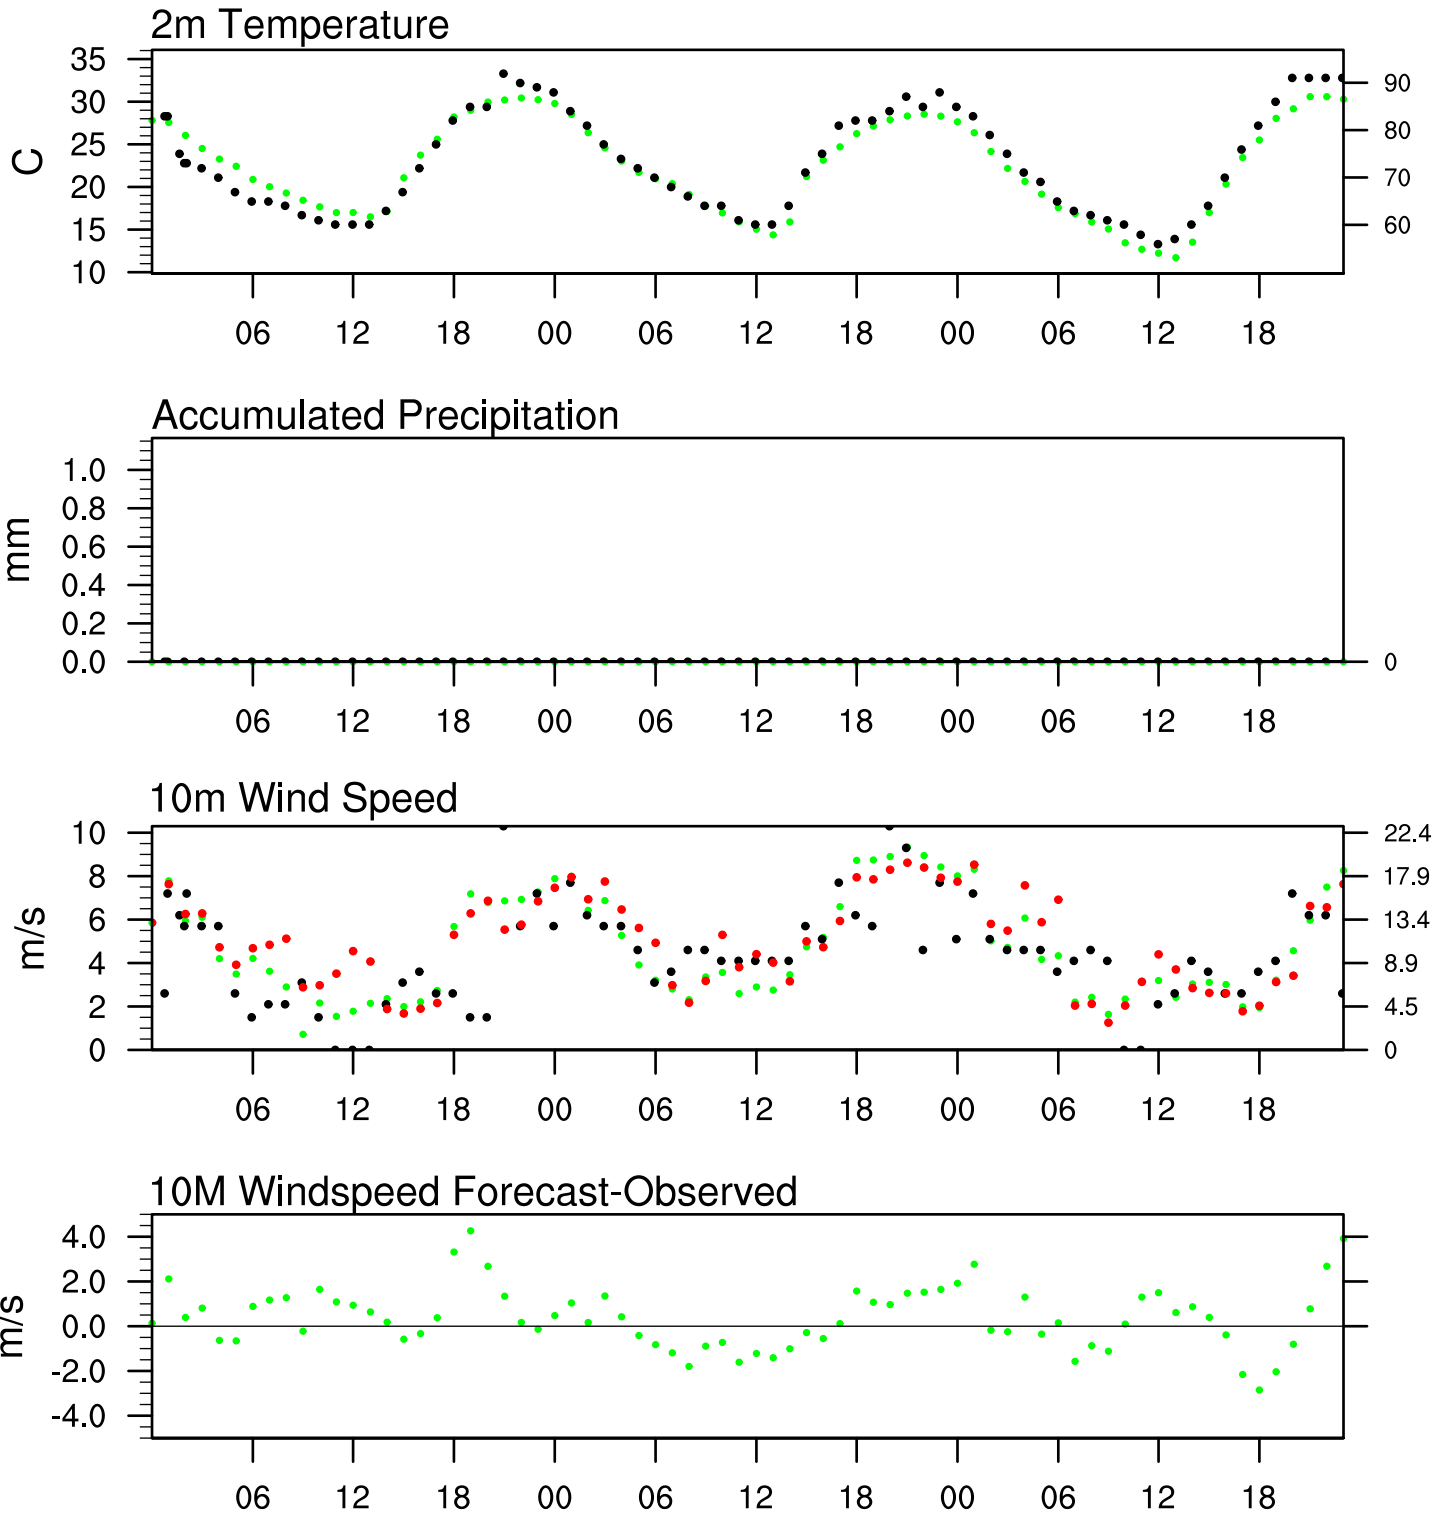 2m Temperature
35 90
30
25 80
C
20 70
15 60
10
06 12 18 00 06 12 18 00 06 12 18
Accumulated Precipitation
1.0
0.8
mm
0.6
0.4
0.2
0.0 0
06 12 18 00 06 12 18 00 06 12 18
10m Wind Speed
10 22.4
8 17.9
6 13.4
m/s
4 8.9
2 4.5
0 0
06 12 18 00 06 12 18 00 06 12 18
10M Windspeed Forecast-Observed
4.0
2.0
0.0
m/s
-2.0
-4.0
06 12 18 00 06 12 18 00 06 12 18